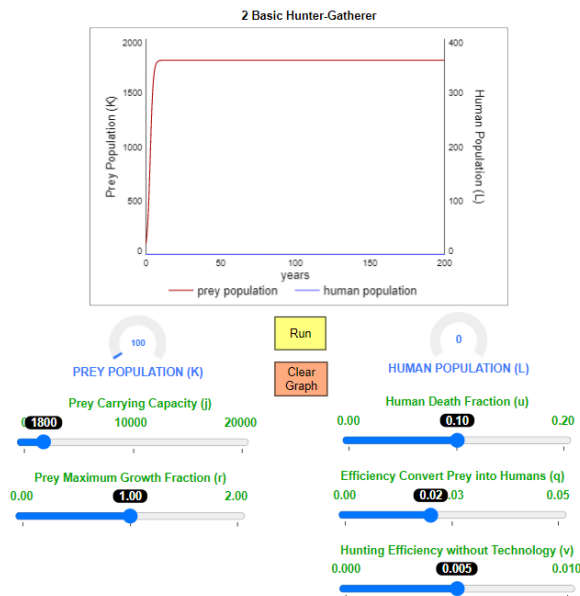 2 Basic Hunter-Gatherer
2000
1500
1000
500
0
Prey Population (K)
400
300
200
100
0
Human Population (L)
0 50 100 150 200
years
prey population human population
100
PREY POPULATION (K)
Run
Clear
Graph
0
HUMAN POPULATION (L)
Prey Carrying Capacity (j)
1800 10000 20000
Prey Maximum Growth Fraction (r)
0.00 1.00 2.00
Human Death Fraction (u)
0.00 0.10 0.20
Efficiency Convert Prey into Humans (q)
0.00 0.02 0.03 0.05
Hunting Efficiency without Technology (v)
0.000 0.005 0.010